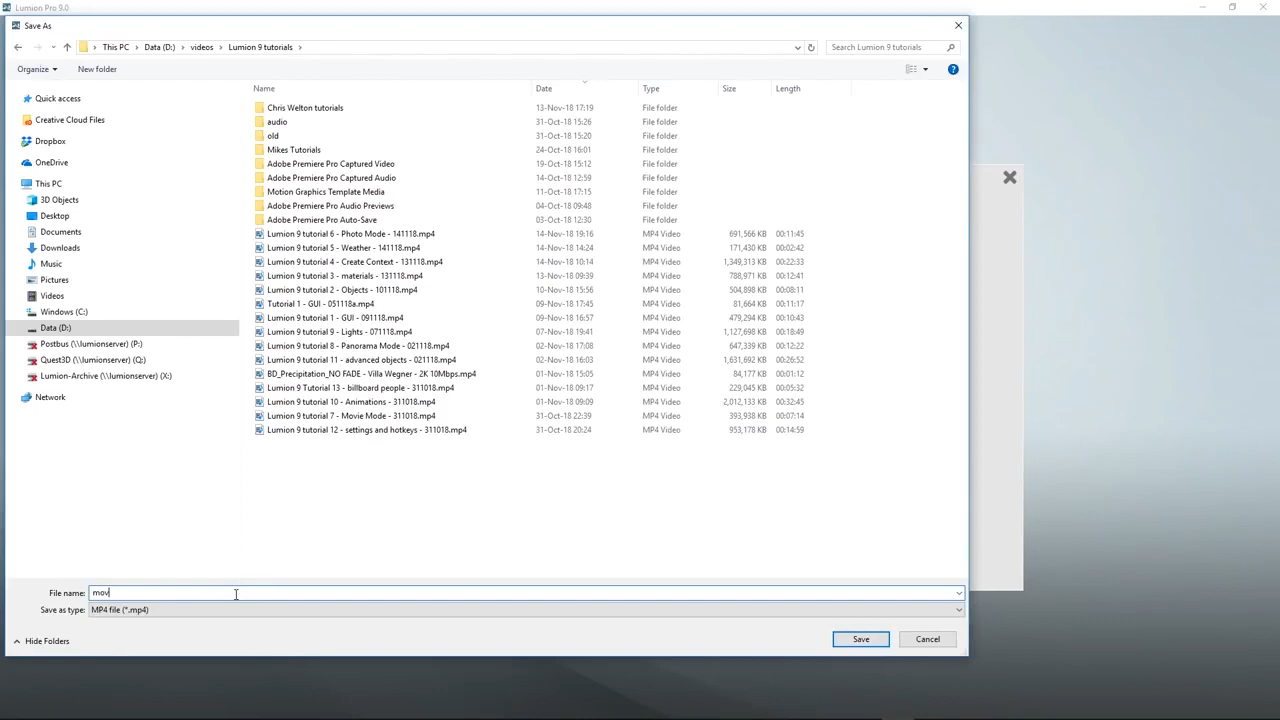 Lumion Pro 9.0
Save As
This PC Data (D:) videos Lumion 9 tutorials Search Lumion 9 tutorials
Organize New folder
Name Date Type Size Length
Quick access
Creative Cloud Files
Dropbox
OneDrive
This PC
3D Objects
Desktop
Documents
Downloads
Music
Pictures
Videos
Windows (C:)
Data (D:)
Postbus (\\lumionserver) (P:)
Quest3D (\\lumionserver) (Q:)
Lumion-Archive (\\lumionserver) (X:)
Network
Chris Welton tutorials 13-Nov-18 17:19 File folder
audio 31-Oct-18 15:26 File folder
old 31-Oct-18 15:20 File folder
Mikes Tutorials 24-Oct-18 16:01 File folder
Adobe Premiere Pro Captured Video 19-Oct-18 15:12 File folder
Adobe Premiere Pro Captured Audio 14-Oct-18 12:59 File folder
Motion Graphics Template Media 11-Oct-18 17:15 File folder
Adobe Premiere Pro Audio Previews 04-Oct-18 09:48 File folder
Adobe Premiere Pro Auto-Save 03-Oct-18 12:30 File folder
Lumion 9 tutorial 6 - Photo Mode - 141118.mp4 14-Nov-18 19:16 MP4 Video 691,566 KB 00:11:45
Lumion 9 tutorial 5 - Weather - 141118.mp4 14-Nov-18 14:24 MP4 Video 171,430 KB 00:02:42
Lumion 9 tutorial 4 - Create Context - 131118.mp4 14-Nov-18 10:14 MP4 Video 1,349,313 KB 00:22:33
Lumion 9 tutorial 3 - materials - 131118.mp4 13-Nov-18 09:39 MP4 Video 788,971 KB 00:12:41
Lumion 9 tutorial 2 - Objects - 101118.mp4 10-Nov-18 15:56 MP4 Video 504,898 KB 00:08:11
Tutorial 1 - GUI - 051118a.mp4 09-Nov-18 17:45 MP4 Video 81,664 KB 00:11:17
Lumion 9 tutorial 1 - GUI - 091118.mp4 09-Nov-18 16:57 MP4 Video 479,294 KB 00:10:43
Lumion 9 tutorial 9 - Lights - 071118.mp4 07-Nov-18 19:41 MP4 Video 1,127,698 KB 00:18:49
Lumion 9 tutorial 8 - Panorama Mode - 021118.mp4 02-Nov-18 17:08 MP4 Video 647,339 KB 00:12:22
Lumion 9 tutorial 11 - advanced objects - 021118.mp4 02-Nov-18 16:03 MP4 Video 1,631,692 KB 00:26:52
BD_Precipitation_NO FADE - Villa Wegner - 2K 10Mbps.mp4 01-Nov-18 15:05 MP4 Video 84,177 KB 00:01:12
Lumion 9 Tutorial 13 - billboard people - 311018.mp4 01-Nov-18 09:17 MP4 Video 229,045 KB 00:05:32
Lumion 9 tutorial 10 - Animations - 311018.mp4 01-Nov-18 09:09 MP4 Video 2,012,133 KB 00:32:45
Lumion 9 tutorial 7 - Movie Mode - 311018.mp4 31-Oct-18 22:39 MP4 Video 393,938 KB 00:07:14
Lumion 9 tutorial 12 - settings and hotkeys - 311018.mp4 31-Oct-18 20:24 MP4 Video 953,178 KB 00:14:59
File name: mov
Save as type: MP4 file (*.mp4)
Hide Folders Save Cancel